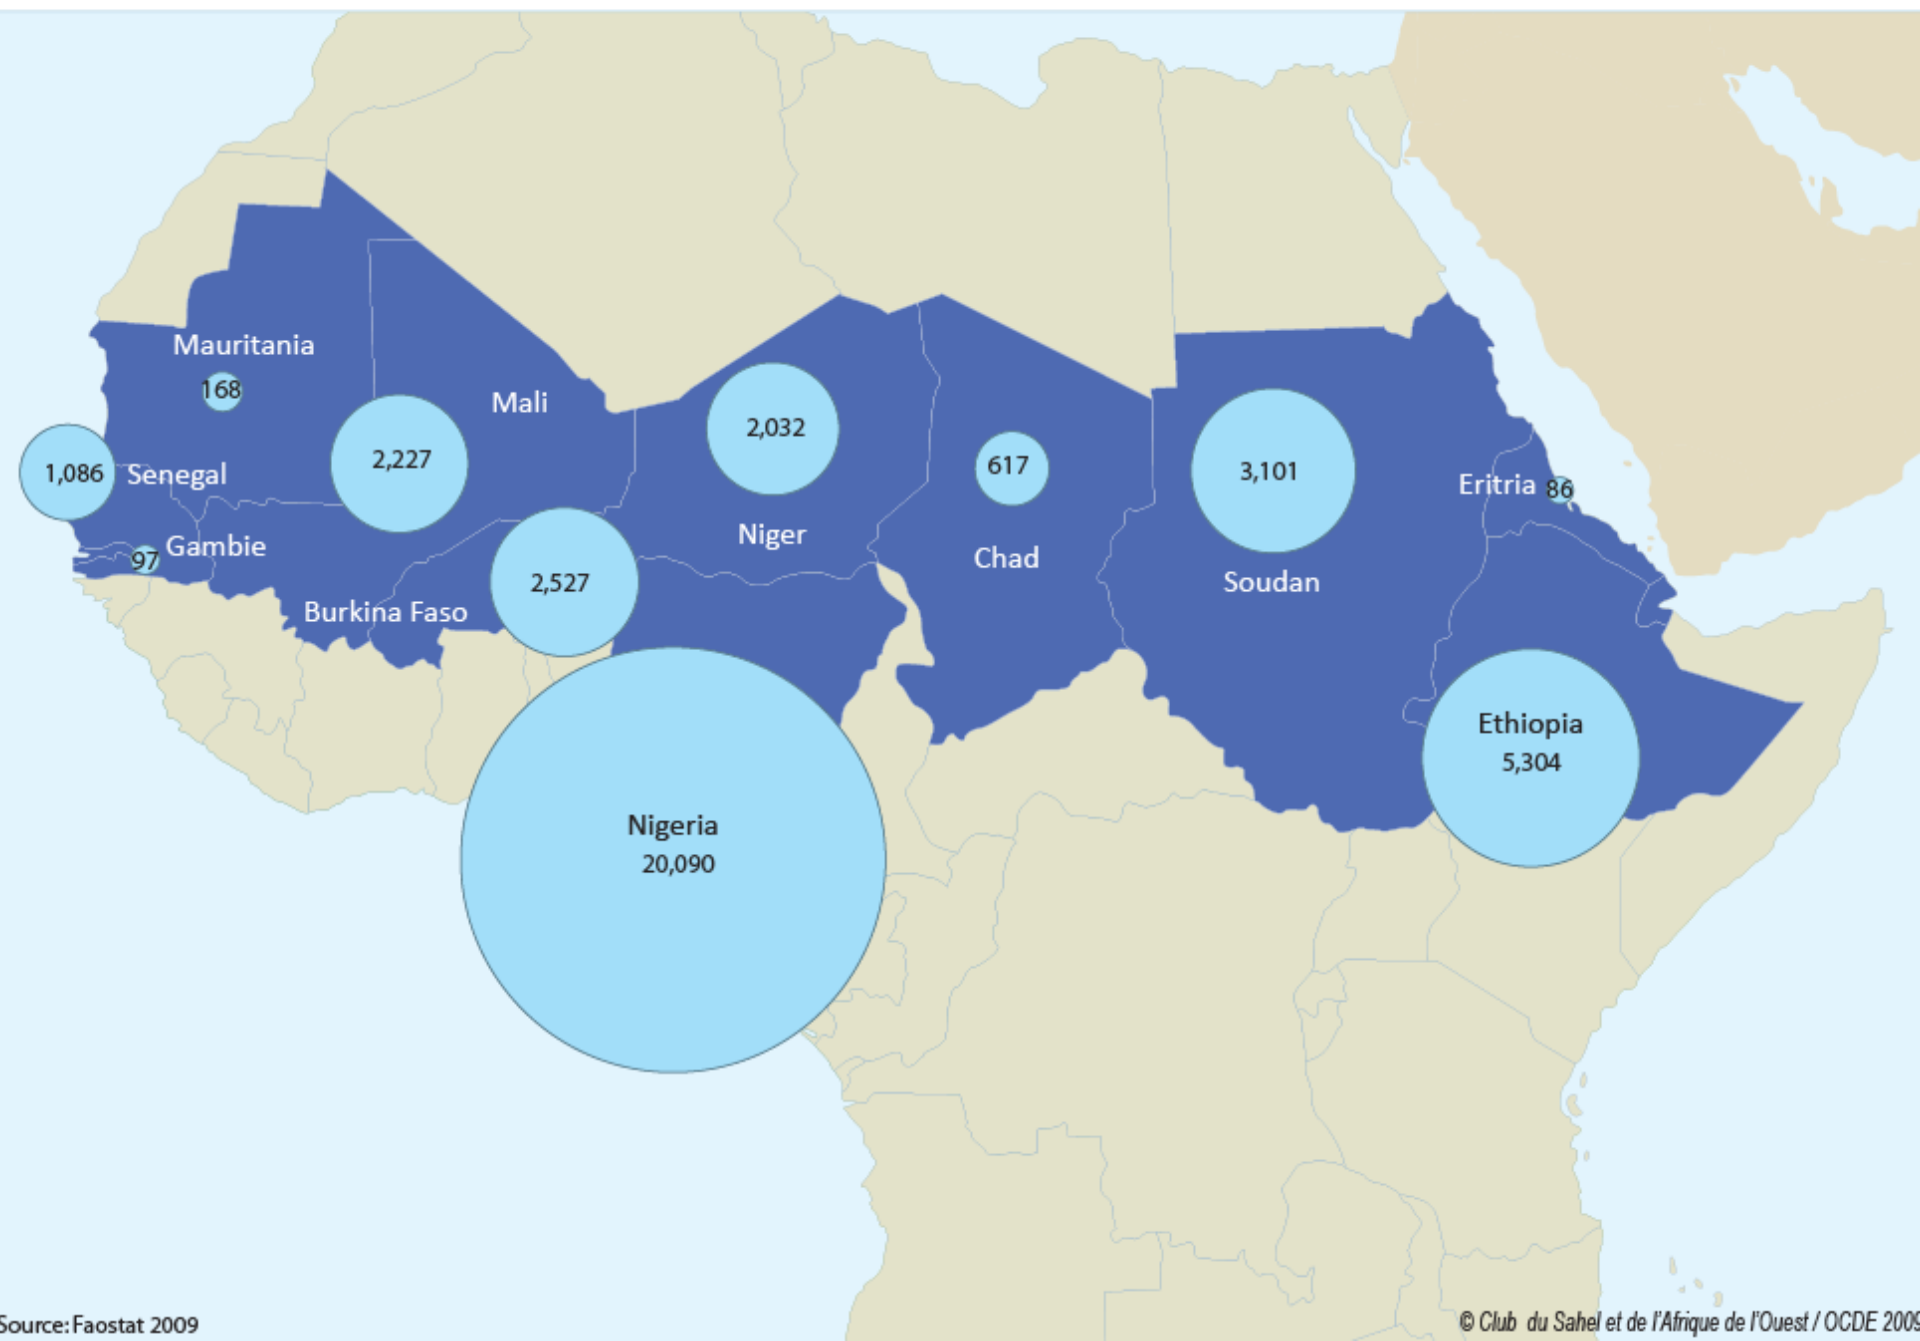 Mauritania
168
Mali
2,227
2,032
Niger
617
Chad
3,101
Soudan
Eritria 86
1,086 Senegal
97 Gambie
Burkina Faso
2,527
Ethiopia
5,304
Nigeria
20,090
Source: Faostat 2009
© Club du Sahel et de l'Afrique de l'Ouest / OCDE 2009